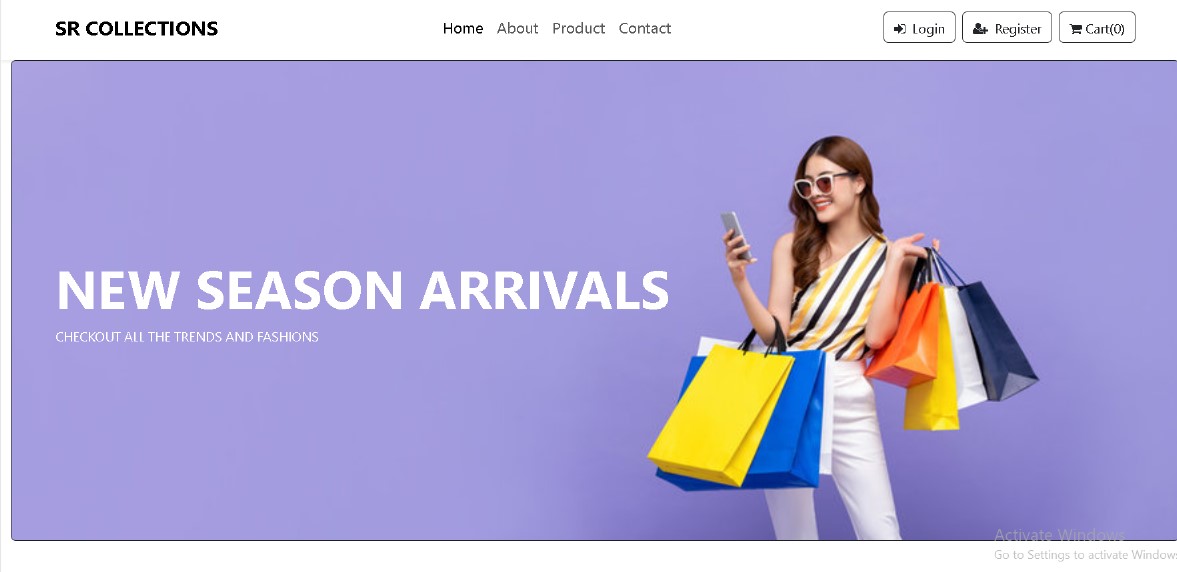 SR COLLECTIONS
Home About Product Contact
Login Register Cart(0)
NEW SEASON ARRIVALS
CHECKOUT ALL THE TRENDS AND FASHIONS
Activate Windows
Go to Settings to activate Windows